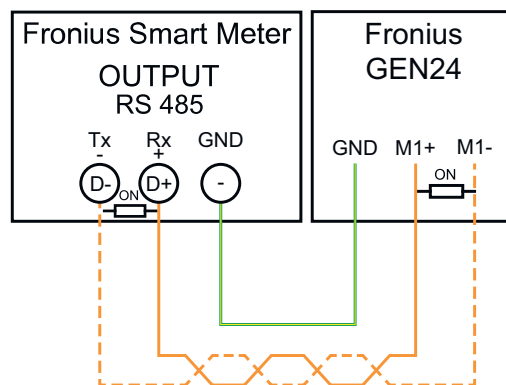 Fronius Smart Meter
OUTPUT
RS 485
Tx Rx GND
- +
D- D+ -
ON
Fronius
GEN24
GND M1+ M1-
ON